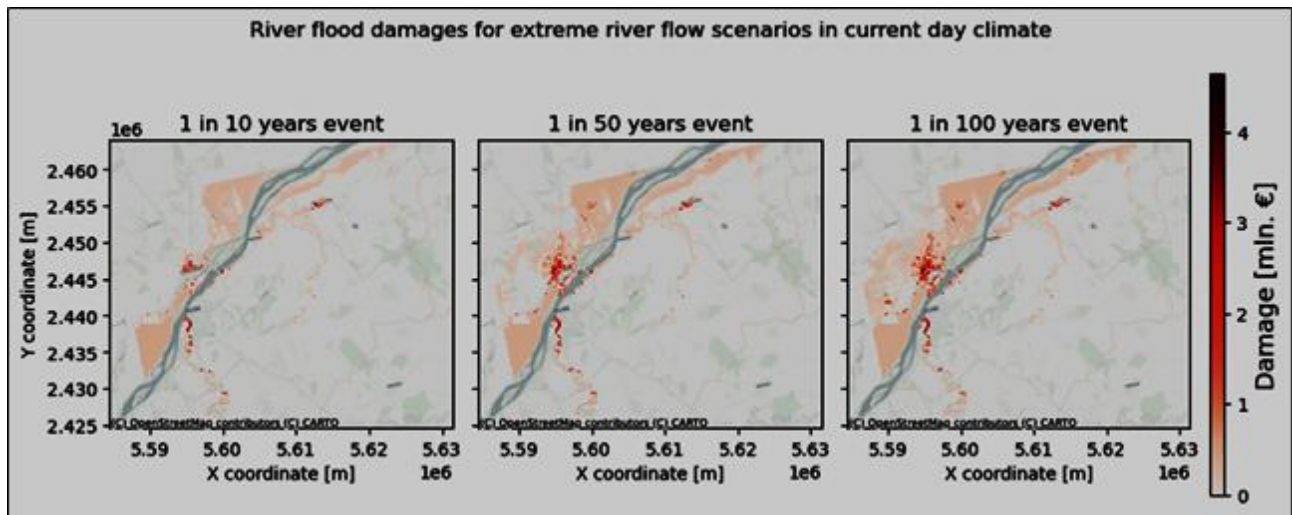 River flood damages for extreme river flow scenarios in current day climate
1 in 10 years event
1 in 50 years event
1 in 100 years event
1e6
2.460
2.455
2.450
2.445
2.440
2.435
2.430
2.425
Y coordinate [m]
(C) OpenStreetMap contributors (C) CARTO
(C) OpenStreetMap contributors (C) CARTO
(C) OpenStreetMap contributors (C) CARTO
5.59 5.60 5.61 5.62 5.63
5.59 5.60 5.61 5.62 5.63
5.59 5.60 5.61 5.62 5.63
X coordinate [m] 1e6
X coordinate [m] 1e6
X coordinate [m] 1e6
4
3
2
1
0
Damage [mln. €]